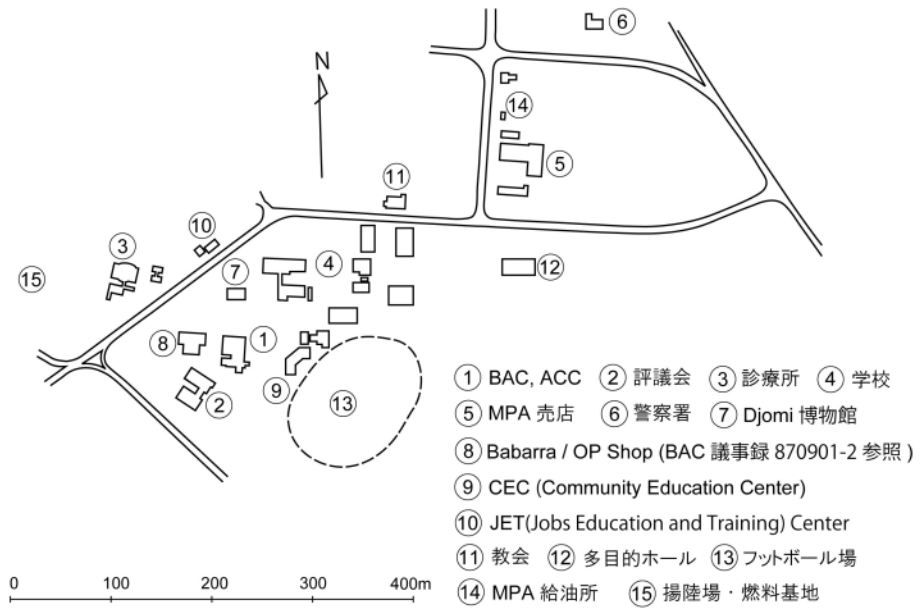 ⑥
N
⑭
⑤
⑪
⑩
③
⑦
④
⑫
⑮
⑧
①
②
⑨
⑬
① BAC, ACC ② 評議会 ③ 診療所 ④ 学校
⑤ MPA 売店 ⑥ 警察署 ⑦ Djomi 博物館
⑧ Babarra / OP Shop (BAC 議事録 870901-2 参照 )
⑨ CEC (Community Education Center)
⑩ JET(Jobs Education and Training) Center
⑪ 教会 ⑫ 多目的ホール ⑬ フットボール場
⑭ MPA 給油所 ⑮ 揚陸場・燃料基地
0 100 200 300 400m